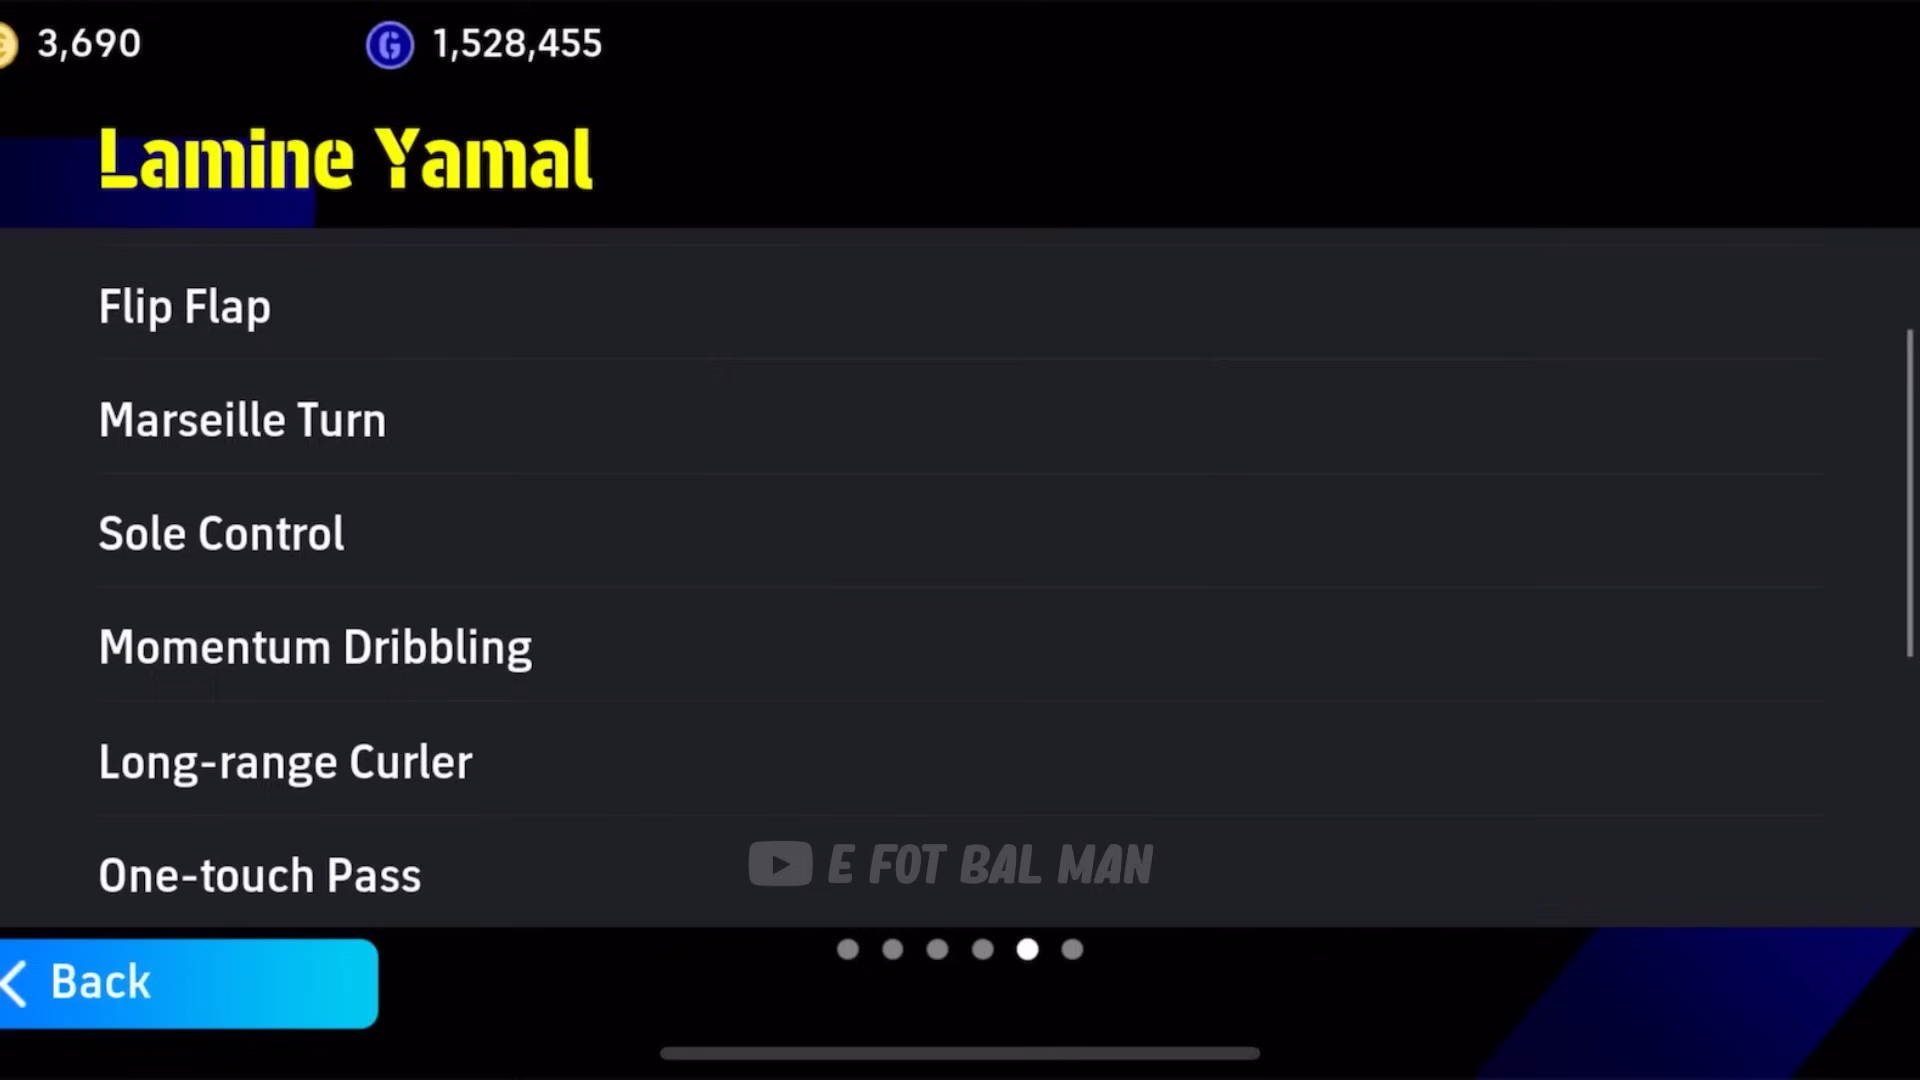 3,690
G 1,528,455
Lamine Yamal
Flip Flap
Marseille Turn
Sole Control
Momentum Dribbling
Long-range Curler
One-touch Pass
E FOT BAL MAN
Back